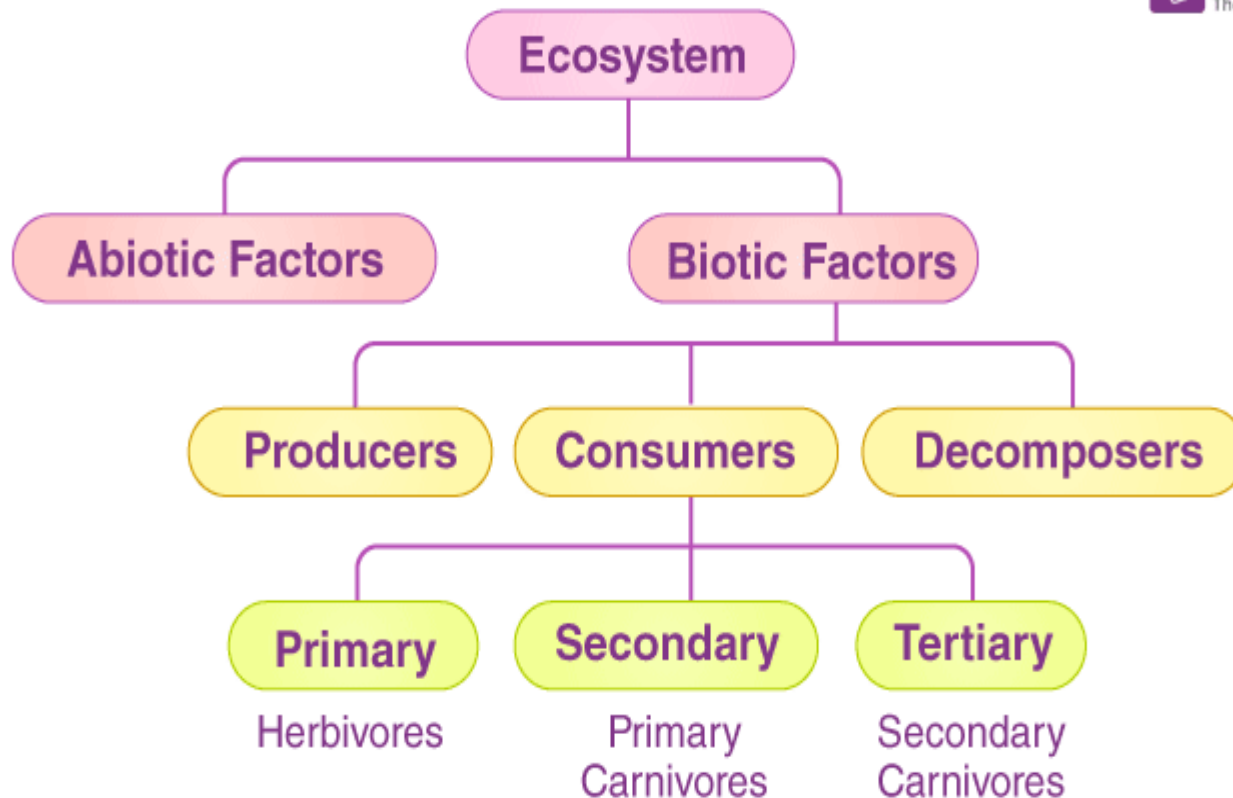 Ecosystem
Abiotic Factors
Biotic Factors
Producers
Consumers
Decomposers
Primary
Secondary
Tertiary
Herbivores
Primary
Carnivores
Secondary
Carnivores